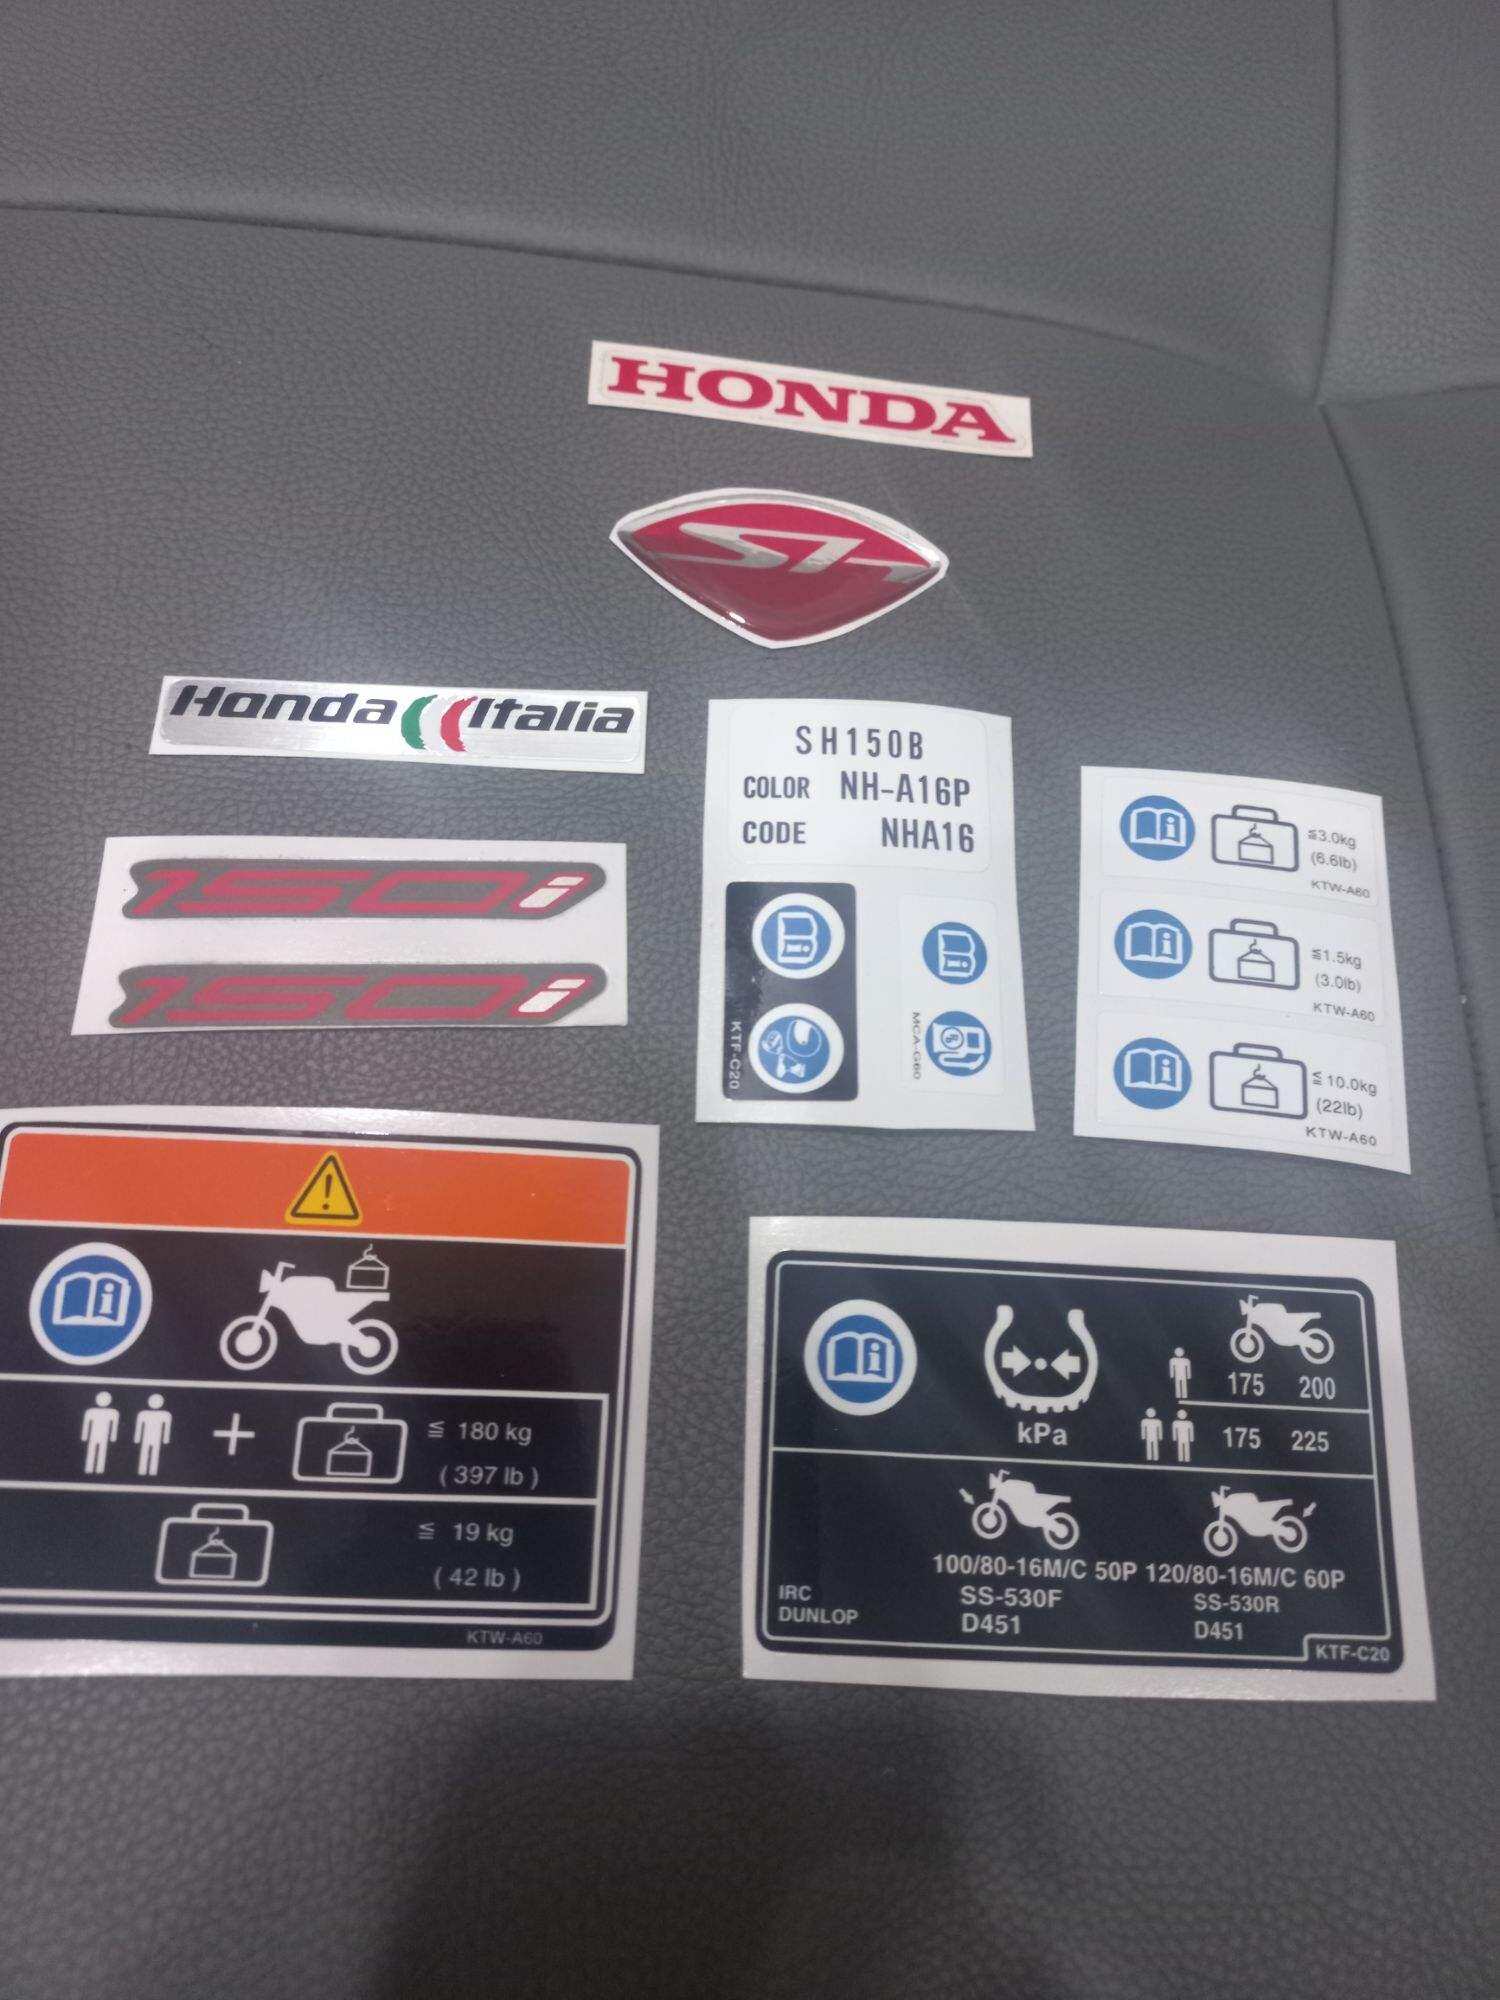 HONDA
Sh
Honda Italia
150i
150i
SH150B
COLOR NH-A16P
CODE NHA16
KTF-C20
MCA-G60
≦3.0kg
(6.6lb)
KTW-A60
≦1.5kg
(3.0lb)
KTW-A60
≦10.0kg
(22lb)
KTW-A60
!
+ ≦ 180 kg
(397 lb)
≦ 19 kg
(42 lb)
KTW-A60
kPa
175 200
175 225
100/80-16M/C 50P 120/80-16M/C 60P
IRC SS-530F SS-530R
DUNLOP D451 D451
KTF-C20